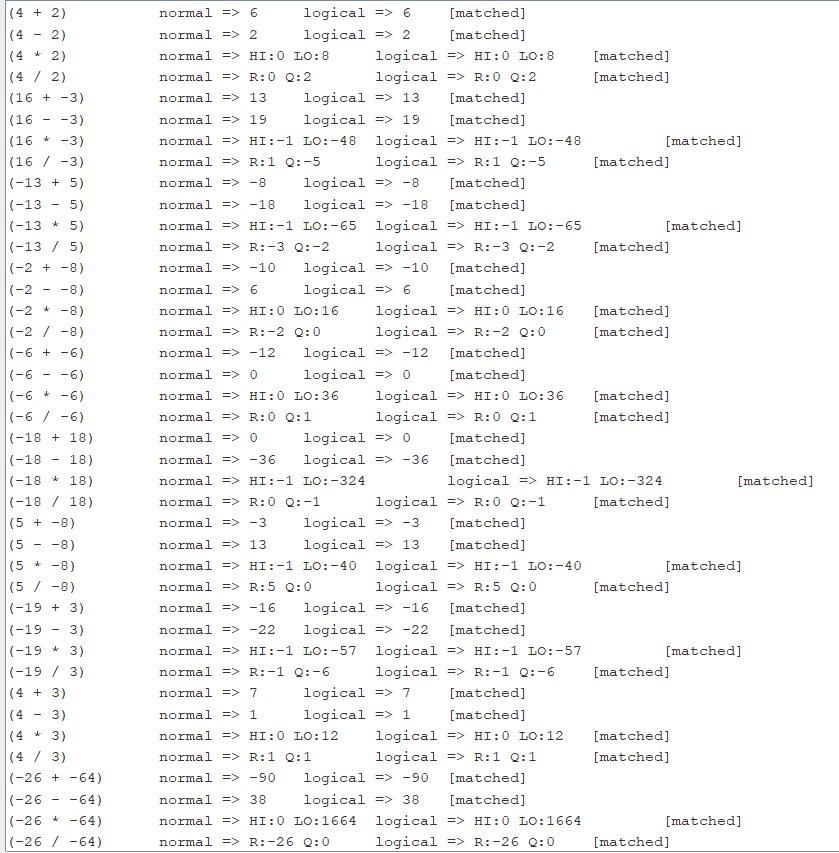 (4 + 2) normal => 6 logical => 6 [matched]
(4 - 2) normal => 2 logical => 2 [matched]
(4 * 2) normal => HI:0 LO:8 logical => HI:0 LO:8 [matched]
(4 / 2) normal => R:0 Q:2 logical => R:0 Q:2 [matched]
(16 + -3) normal => 13 logical => 13 [matched]
(16 - -3) normal => 19 logical => 19 [matched]
(16 * -3) normal => HI:-1 LO:-48 logical => HI:-1 LO:-48 [matched]
(16 / -3) normal => R:1 Q:-5 logical => R:1 Q:-5 [matched]
(-13 + 5) normal => -8 logical => -8 [matched]
(-13 - 5) normal => -18 logical => -18 [matched]
(-13 * 5) normal => HI:-1 LO:-65 logical => HI:-1 LO:-65 [matched]
(-13 / 5) normal => R:-3 Q:-2 logical => R:-3 Q:-2 [matched]
(-2 + -8) normal => -10 logical => -10 [matched]
(-2 - -8) normal => 6 logical => 6 [matched]
(-2 * -8) normal => HI:0 LO:16 logical => HI:0 LO:16 [matched]
(-2 / -8) normal => R:-2 Q:0 logical => R:-2 Q:0 [matched]
(-6 + -6) normal => -12 logical => -12 [matched]
(-6 - -6) normal => 0 logical => 0 [matched]
(-6 * -6) normal => HI:0 LO:36 logical => HI:0 LO:36 [matched]
(-6 / -6) normal => R:0 Q:1 logical => R:0 Q:1 [matched]
(-18 + 18) normal => 0 logical => 0 [matched]
(-18 - 18) normal => -36 logical => -36 [matched]
(-18 * 18) normal => HI:-1 LO:-324 logical => HI:-1 LO:-324 [matched]
(-18 / 18) normal => R:0 Q:-1 logical => R:0 Q:-1 [matched]
(5 + -8) normal => -3 logical => -3 [matched]
(5 - -8) normal => 13 logical => 13 [matched]
(5 * -8) normal => HI:-1 LO:-40 logical => HI:-1 LO:-40 [matched]
(5 / -8) normal => R:5 Q:0 logical => R:5 Q:0 [matched]
(-19 + 3) normal => -16 logical => -16 [matched]
(-19 - 3) normal => -22 logical => -22 [matched]
(-19 * 3) normal => HI:-1 LO:-57 logical => HI:-1 LO:-57 [matched]
(-19 / 3) normal => R:-1 Q:-6 logical => R:-1 Q:-6 [matched]
(4 + 3) normal => 7 logical => 7 [matched]
(4 - 3) normal => 1 logical => 1 [matched]
(4 * 3) normal => HI:0 LO:12 logical => HI:0 LO:12 [matched]
(4 / 3) normal => R:1 Q:1 logical => R:1 Q:1 [matched]
(-26 + -64) normal => -90 logical => -90 [matched]
(-26 - -64) normal => 38 logical => 38 [matched]
(-26 * -64) normal => HI:0 LO:1664 logical => HI:0 LO:1664 [matched]
(-26 / -64) normal => R:-26 Q:0 logical => R:-26 Q:0 [matched]